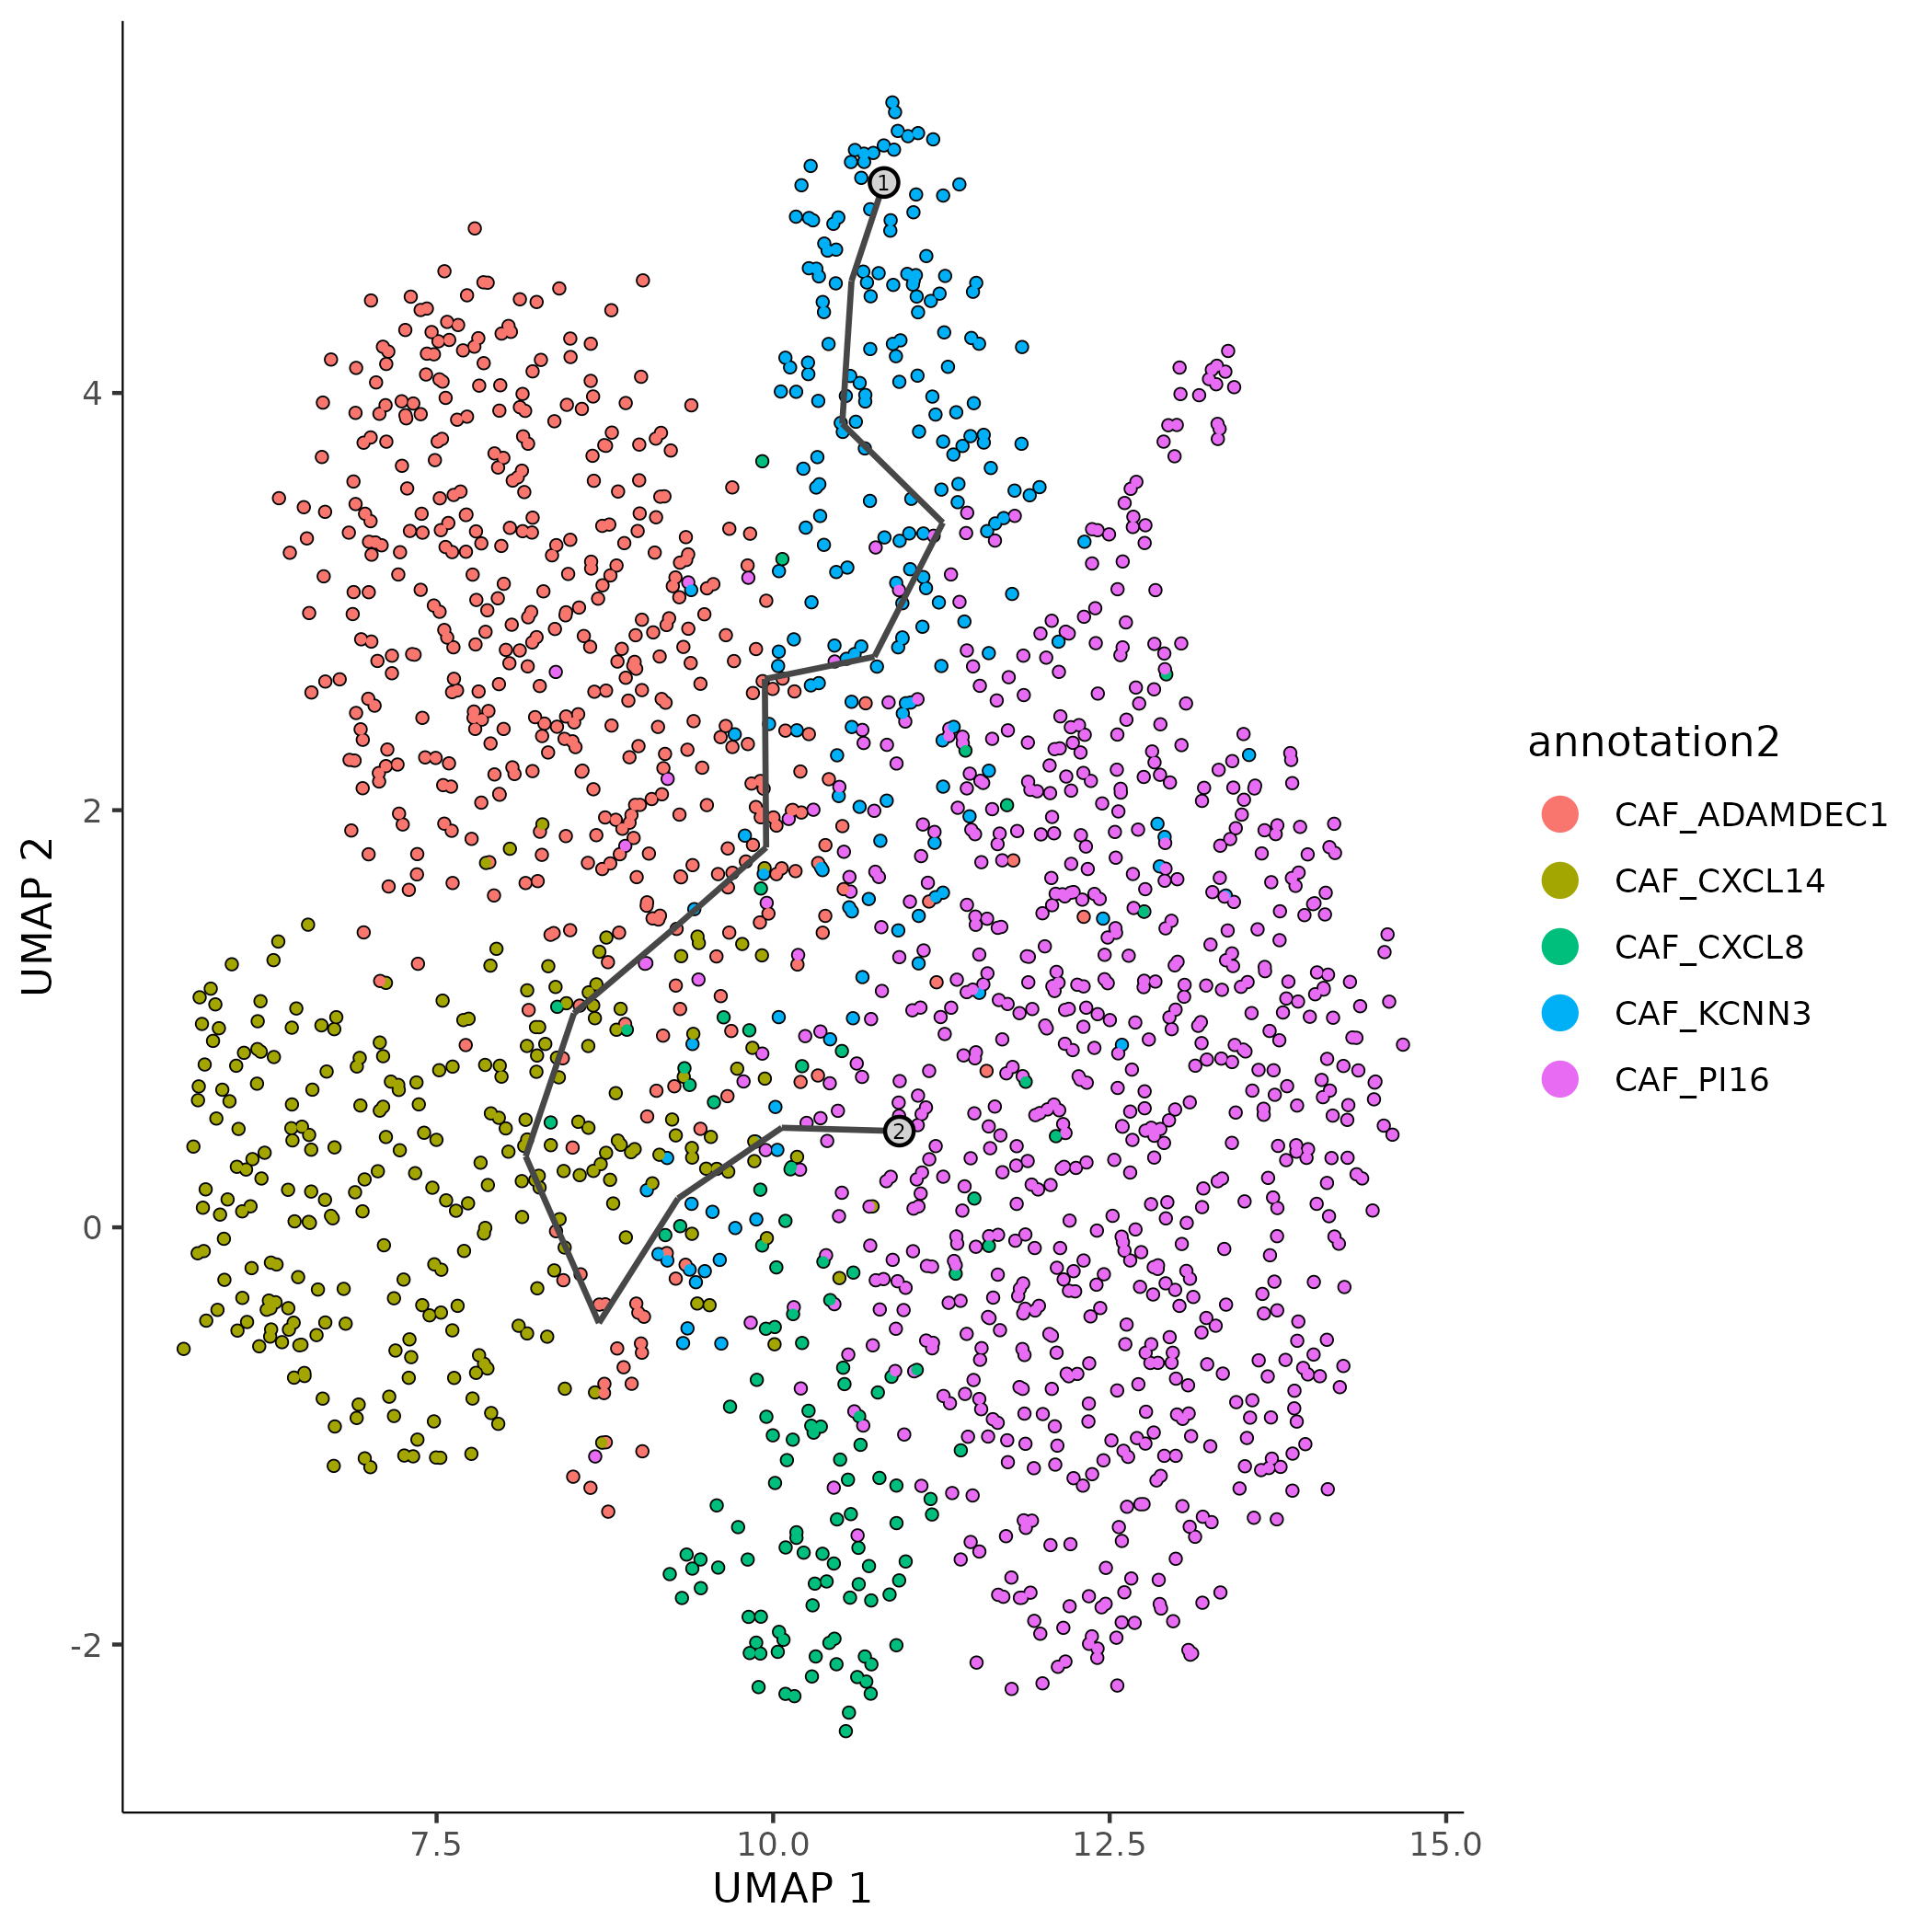 1
4
annotation2
CAF_ADAMDEC1
2
UMAP 2
CAF_CXCL14
CAF_CXCL8
CAF_KCNN3
CAF_PI16
2
0
-2
7.5 10.0 12.5 15.0
UMAP 1